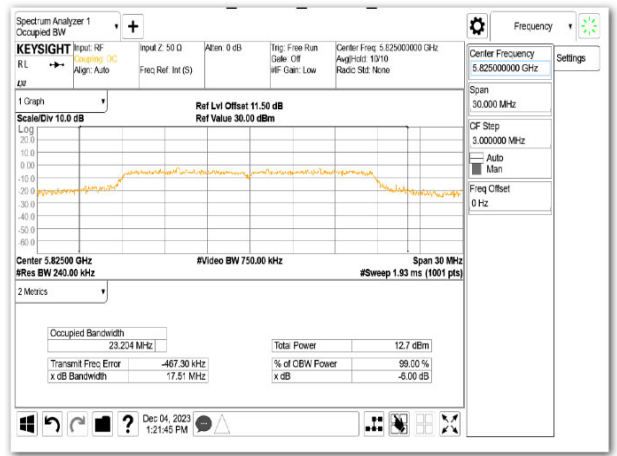 Spectrum Analyzer 1
Occupied BW
+
Frequency
KEYSIGHT
Input: RF
Coupling: DC
Align: Auto
Input Z: 50 Ω
Freq Ref: Int (S)
Atten: 0 dB
Trig: Free Run
Gate: Off
#IF Gain: Low
Center Freq: 5.825000000 GHz
Avg|Hold: 10/10
Radio Std: None
RL
LXI
Center Frequency
5.825000000 GHz
Settings
Span
30.000 MHz
CF Step
3.000000 MHz
Auto
Man
Freq Offset
0 Hz
1 Graph
Scale/Div 10.0 dB
Ref Lvl Offset 11.50 dB
Ref Value 30.00 dBm
Log
20.0
10.0
0.00
-10.0
-20.0
-30.0
-40.0
-50.0
-60.0
Center 5.82500 GHz
#Video BW 750.00 kHz
Span 30 MHz
#Res BW 240.00 kHz
#Sweep 1.93 ms (1001 pts)
2 Metrics
Occupied Bandwidth
23.204 MHz
Total Power 12.7 dBm
Transmit Freq Error -467.30 kHz
% of OBW Power 99.00 %
x dB Bandwidth 17.51 MHz
x dB -6.00 dB
?
Dec 04, 2023
1:21:45 PM